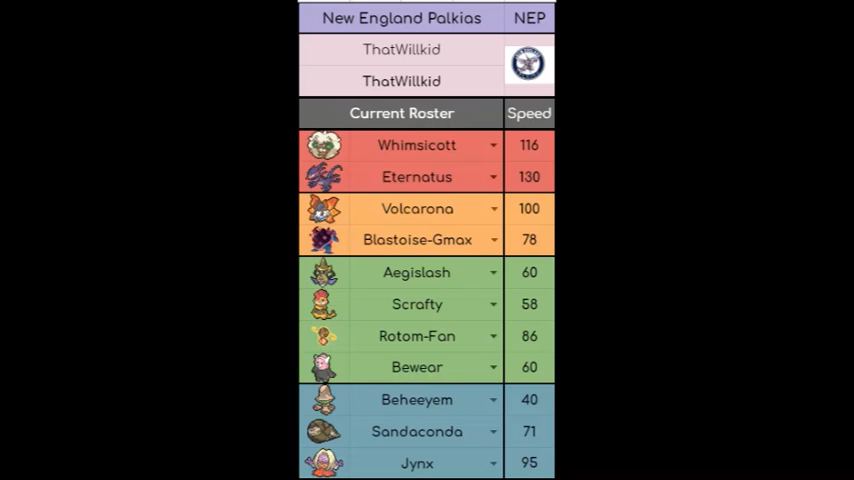 New England Palkias NEP
ThatWillkid
ThatWillkid
Current Roster Speed
Whimsicott 116
Eternatus 130
Volcarona 100
Blastoise-Gmax 78
Aegislash 60
Scrafty 58
Rotom-Fan 86
Bewear 60
Beheeyem 40
Sandaconda 71
Jynx 95